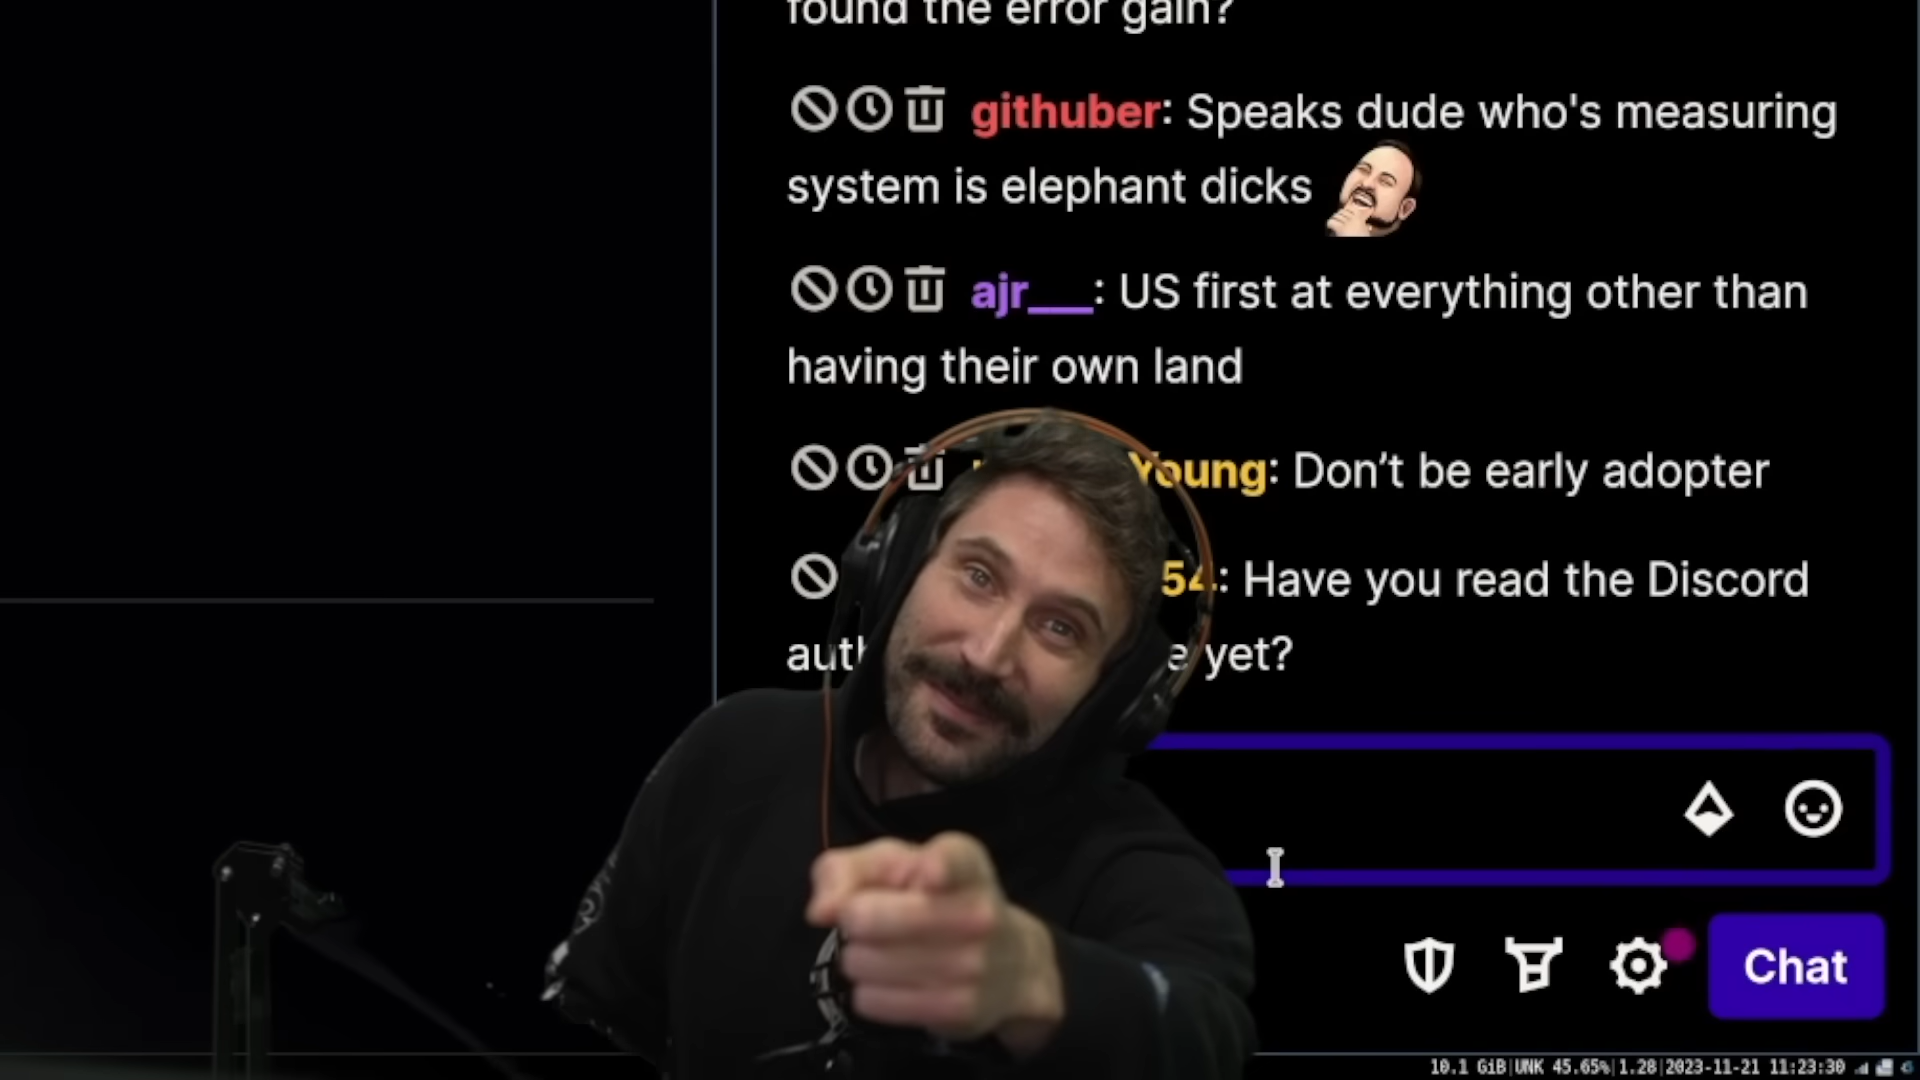 found the error gain?
githuber: Speaks dude who's measuring
system is elephant dicks
ajr___: US first at everything other than
having their own land
Young: Don’t be early adopter
54: Have you read the Discord
yet?
Chat
10.1 GiB|UNK 45.65%|1.28|2023-11-21 11:23:30